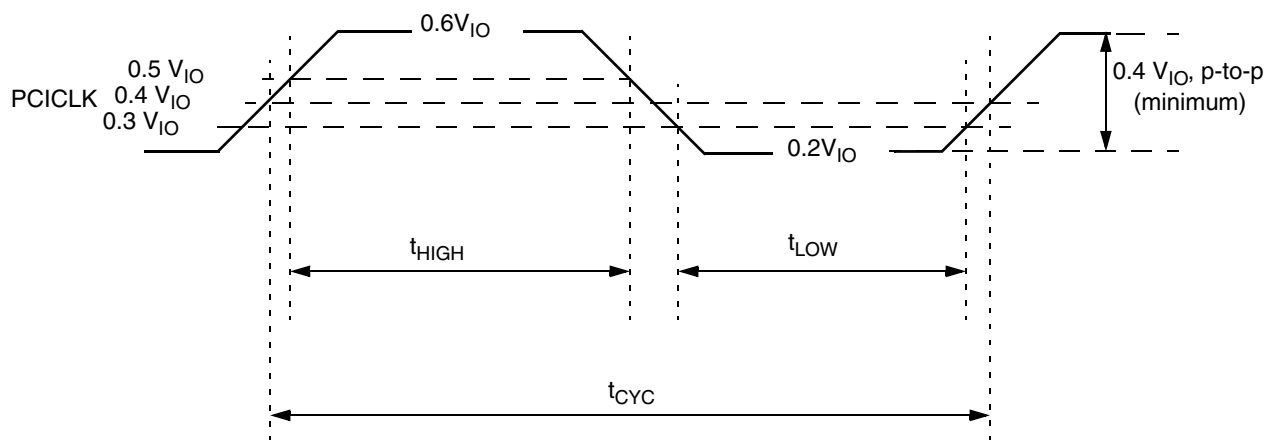 0.6V_IO
0.5 V_IO
PCICLK 0.4 V_IO
0.3 V_IO
0.4 V_IO, p-to-p
(minimum)
0.2V_IO
t_HIGH
t_LOW
t_CYC